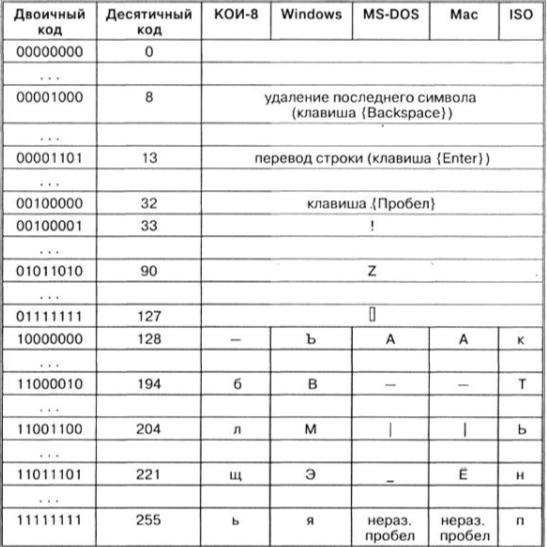 Двоичный код Десятичный код КОИ-8 Windows MS-DOS Mac ISO
00000000 0
...
00001000 8 удаление последнего символа (клавиша {Backspace})
...
00001101 13 перевод строки (клавиша {Enter})
...
00100000 32 клавиша {Пробел}
00100001 33 !
...
01011010 90 Z
...
01111111 127 ▯
10000000 128 – Ъ А А к
...
11000010 194 б В – – Т
...
11001100 204 л М | | Ь
...
11011101 221 щ Э _ Ё н
...
11111111 255 ь я нераз. пробел нераз. пробел п